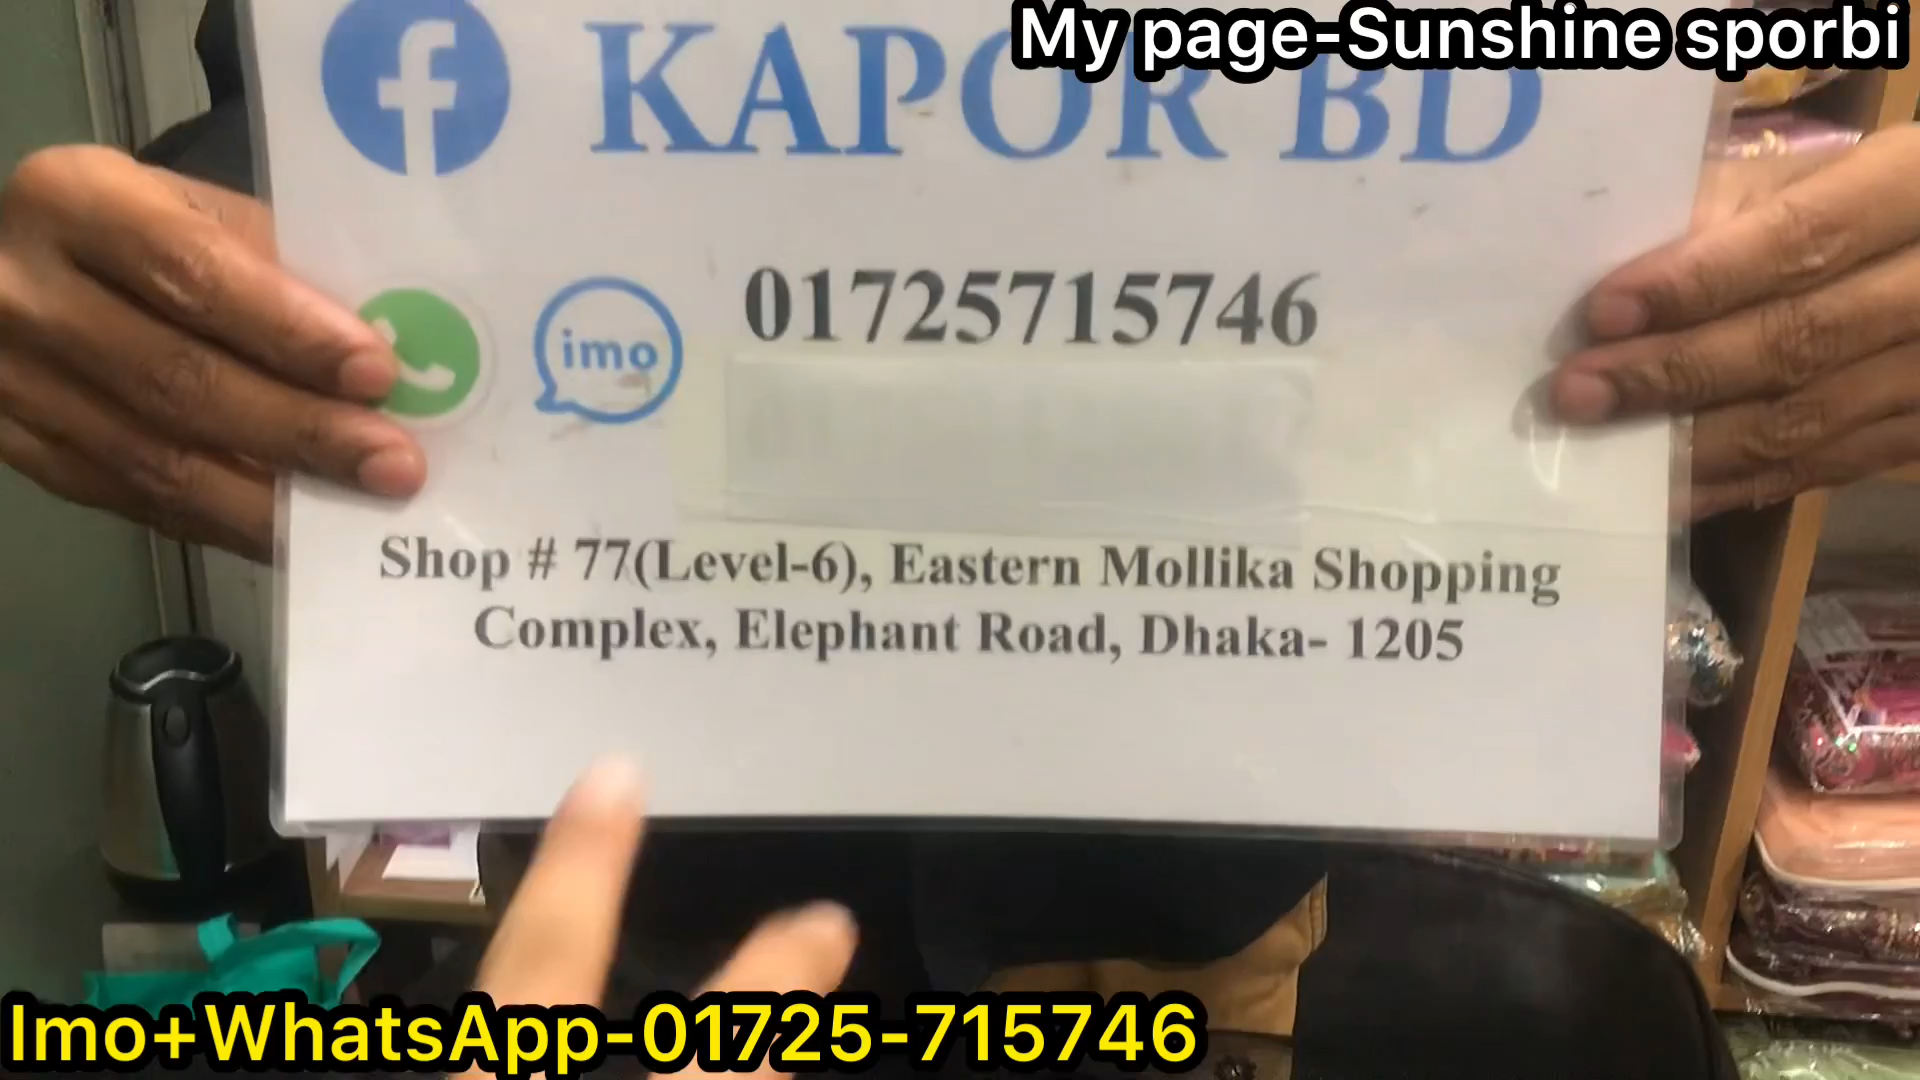 My page-Sunshine sporbi
KAPOR BD
imo
01725715746
Shop # 77(Level-6), Eastern Mollika Shopping
Complex, Elephant Road, Dhaka- 1205
Imo+WhatsApp-01725-715746